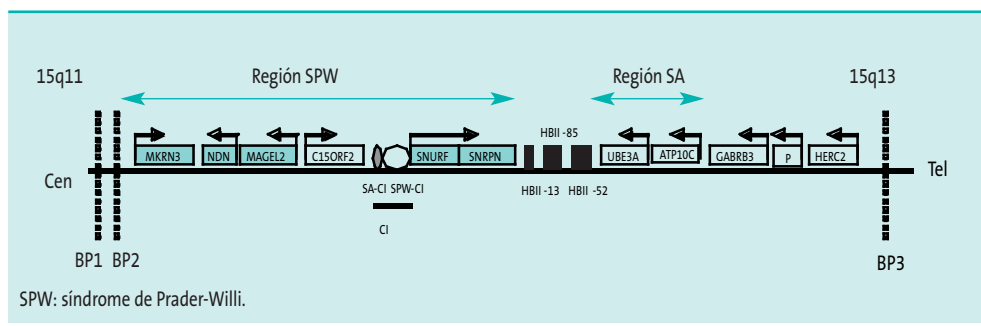 15q11 Región SPW Región SA 15q13
HBII -85
MKRN3 NDN MAGEL2 C15ORF2 SNURF SNRPN UBE3A ATP10C GABRB3 P HERC2
Cen Tel
SA-CI SPW-CI HBII -13 HBII -52
CI
BP1 BP2 BP3
SPW: síndrome de Prader-Willi.